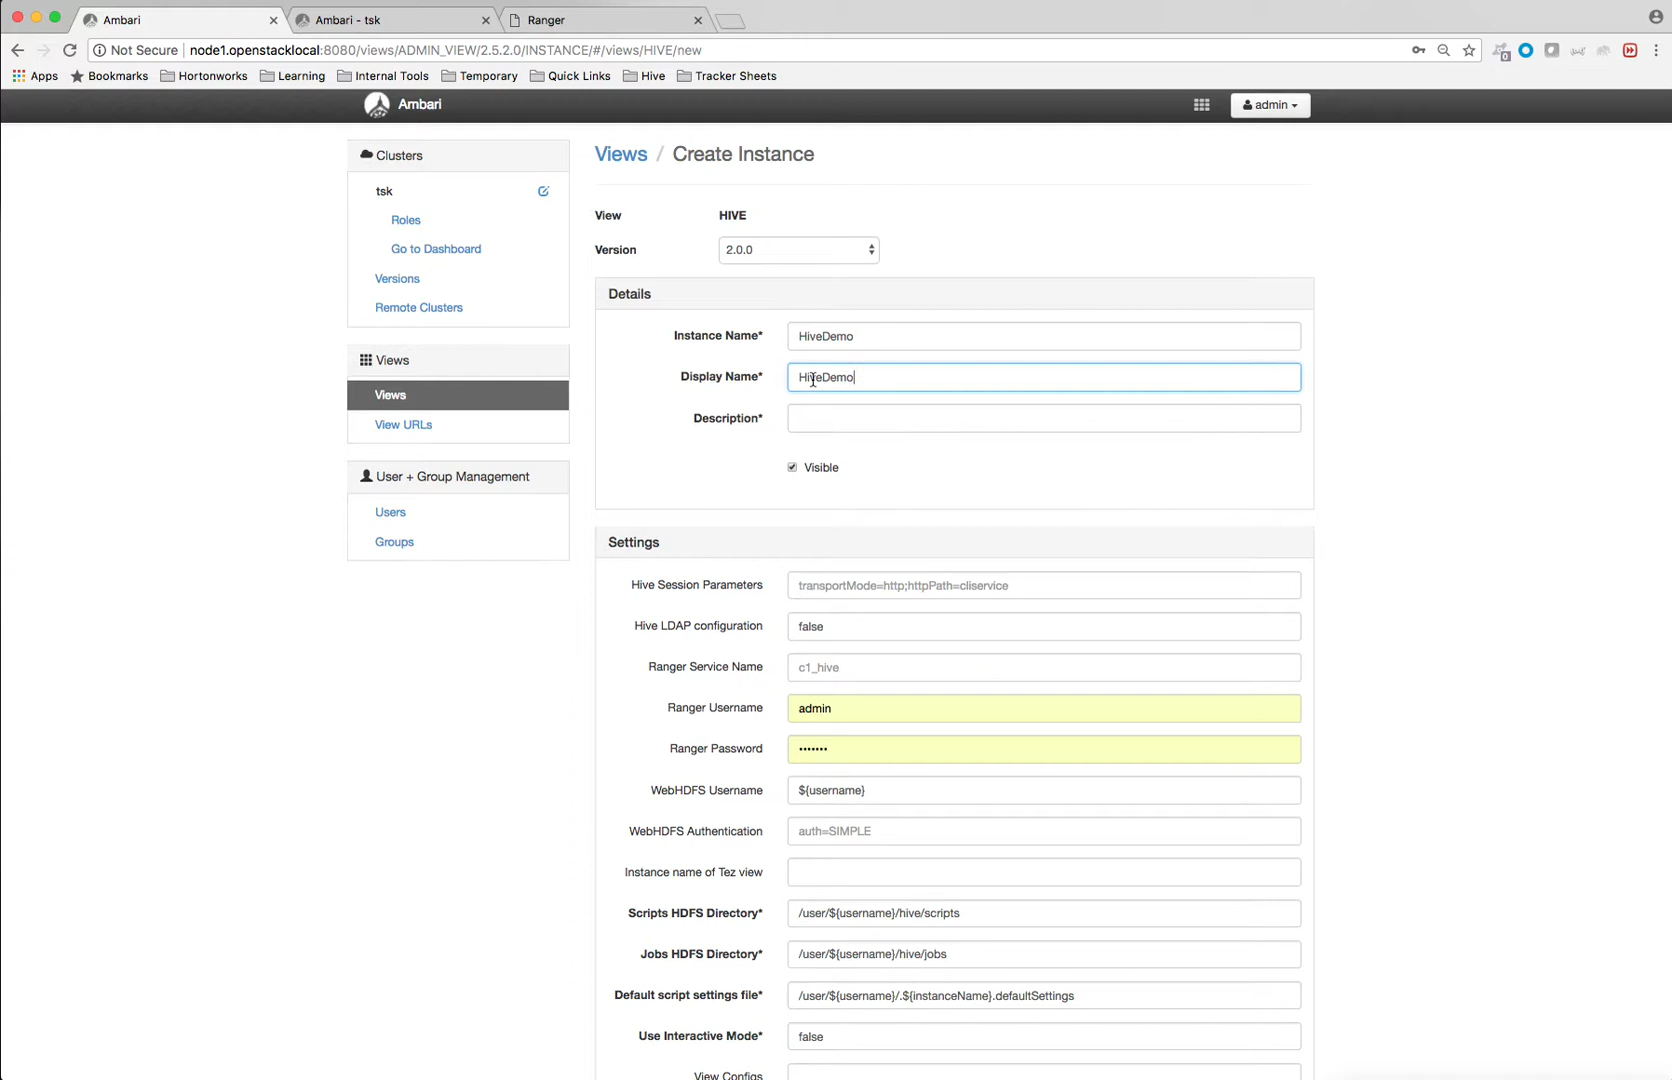 Ambari
Ambari - tsk
Ranger
Not Secure node1.openstacklocal:8080/views/ADMIN_VIEW/2.5.2.0/INSTANCE/#/views/HIVE/new
Apps Bookmarks Hortonworks Learning Internal Tools Temporary Quick Links Hive Tracker Sheets
Ambari
admin
Clusters
tsk
Roles
Go to Dashboard
Versions
Remote Clusters
Views
Views
View URLs
User + Group Management
Users
Groups
Views / Create Instance
View HIVE
Version 2.0.0
Details
Instance Name* HiveDemo
Display Name* HiveDemo
Description*
Visible
Settings
Hive Session Parameters transportMode=http;httpPath=cliservice
Hive LDAP configuration false
Ranger Service Name c1_hive
Ranger Username admin
Ranger Password •••••••
WebHDFS Username ${username}
WebHDFS Authentication auth=SIMPLE
Instance name of Tez view
Scripts HDFS Directory* /user/${username}/hive/scripts
Jobs HDFS Directory* /user/${username}/hive/jobs
Default script settings file* /user/${username}/.${instanceName}.defaultSettings
Use Interactive Mode* false
View Configs